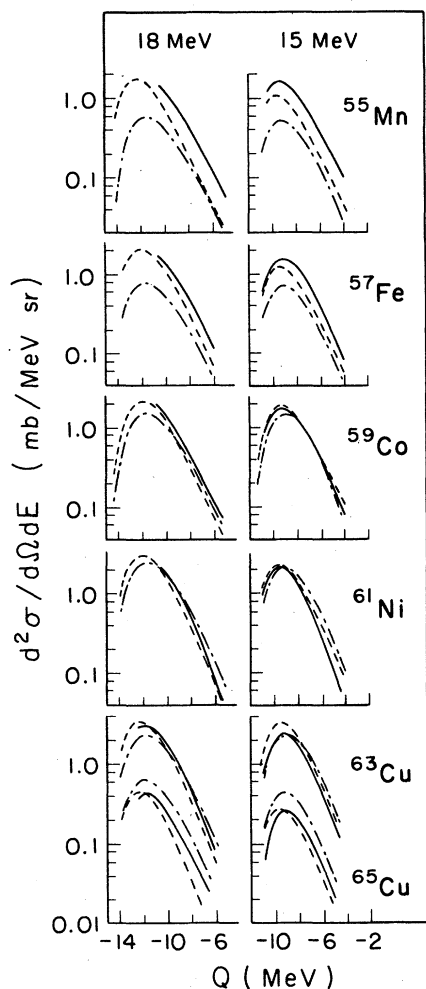 18 MeV
15 MeV
1.0
0.1
⁵⁵Mn
1.0
0.1
⁵⁷Fe
1.0
0.1
⁵⁹Co
1.0
0.1
⁶¹Ni
1.0
0.1
0.01
⁶³Cu
⁶⁵Cu
d²σ/dΩdE ( mb/MeV sr)
-14 -10 -6 -10 -6 -2
Q (MeV)